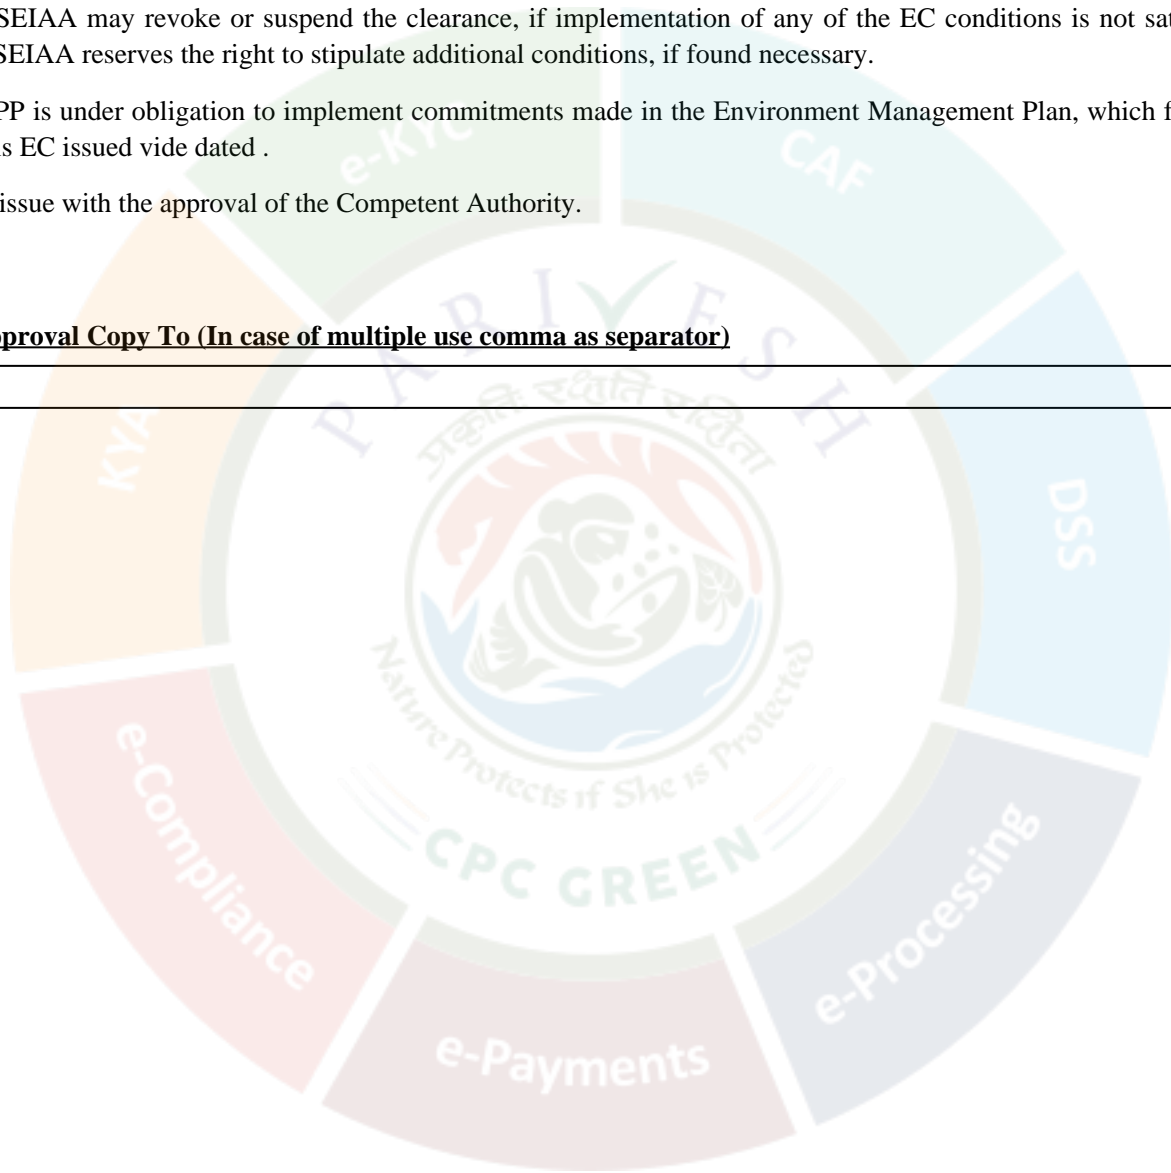 SEIAA may revoke or suspend the clearance, if implementation of any of the EC conditions is not
SEIAA reserves the right to stipulate additional conditions, if found necessary.
PP is under obligation to implement commitments made in the Environment Management Plan, which
EC issued vide dated .
issue with the approval of the Competent Authority.
Copy To (In case of multiple use comma as separator)
e-KYC
CAF
PARIVESH
प्रकृतिः रक्षति रक्षिता
KYA
DSS
Nature Protects if She is Protected
CPC GREEN
e-Compliance
e-Processing
e-Payments